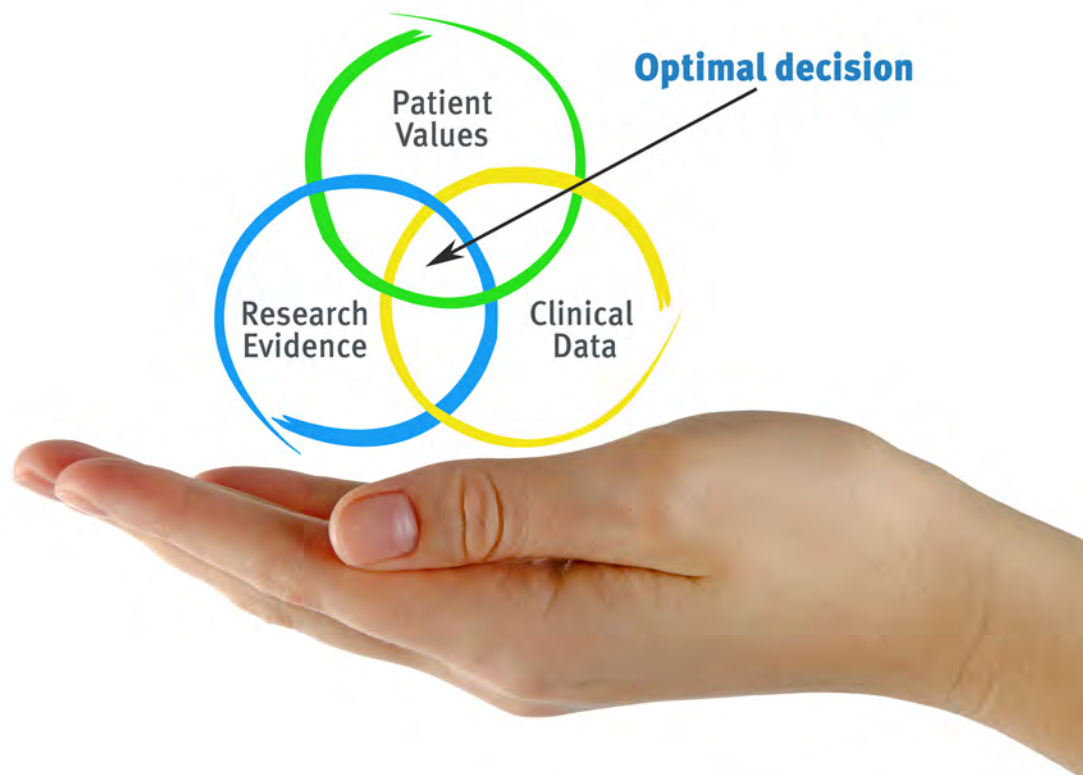 Optimal decision
Patient
Values
Research
Evidence
Clinical
Data